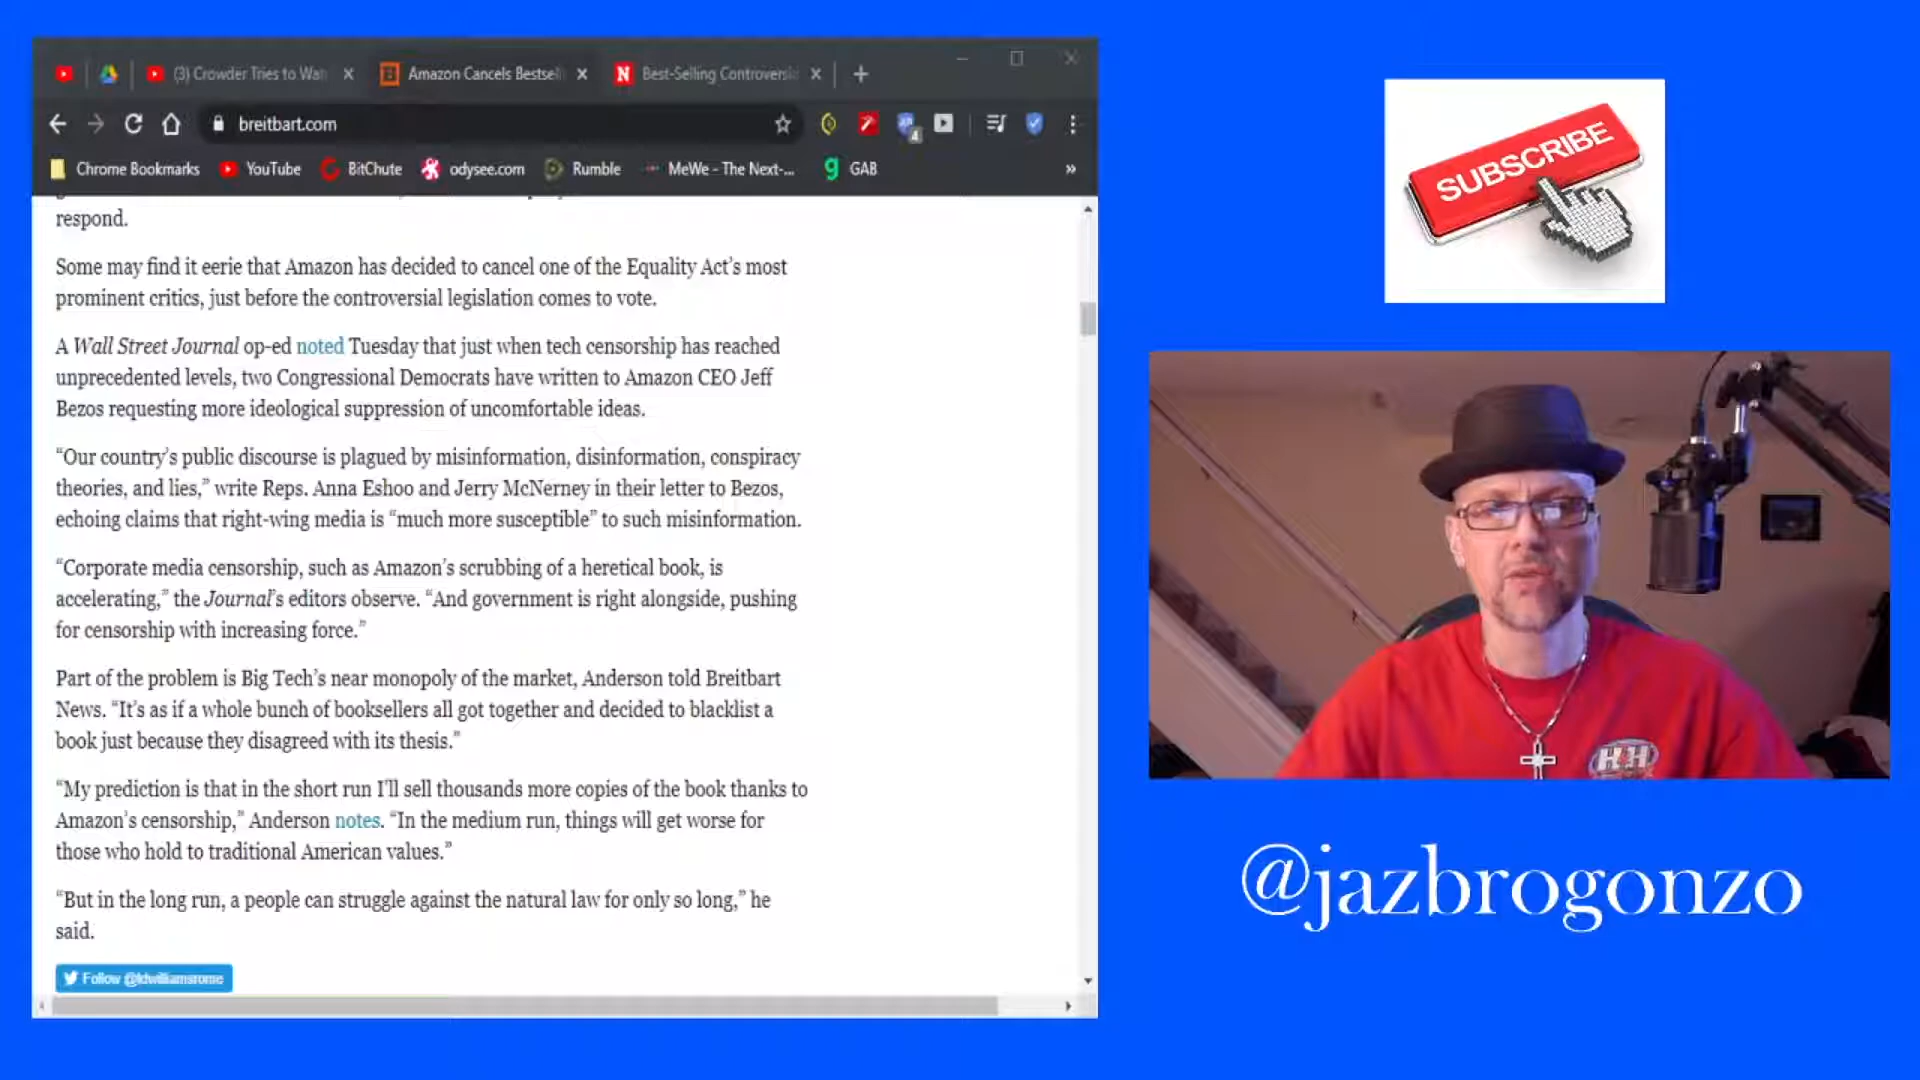 (3) Crowder Tries to Wat
Amazon Cancels Bestsel
Best-Selling Controversi
breitbart.com
4
Chrome Bookmarks
YouTube
BitChute
odysee.com
Rumble
MeWe - The Next-...
GAB
»
respond.
Some may find it eerie that Amazon has decided to cancel one of the Equality Act’s most
prominent critics, just before the controversial legislation comes to vote.
A Wall Street Journal op-ed noted Tuesday that just when tech censorship has reached
unprecedented levels, two Congressional Democrats have written to Amazon CEO Jeff
Bezos requesting more ideological suppression of uncomfortable ideas.
“Our country’s public discourse is plagued by misinformation, disinformation, conspiracy
theories, and lies,” write Reps. Anna Eshoo and Jerry McNerney in their letter to Bezos,
echoing claims that right-wing media is “much more susceptible” to such misinformation.
“Corporate media censorship, such as Amazon’s scrubbing of a heretical book, is
accelerating,” the Journal’s editors observe. “And government is right alongside, pushing
for censorship with increasing force.”
Part of the problem is Big Tech’s near monopoly of the market, Anderson told Breitbart
News. “It’s as if a whole bunch of booksellers all got together and decided to blacklist a
book just because they disagreed with its thesis.”
“My prediction is that in the short run I’ll sell thousands more copies of the book thanks to
Amazon’s censorship,” Anderson notes. “In the medium run, things will get worse for
those who hold to traditional American values.”
“But in the long run, a people can struggle against the natural law for only so long,” he
said.
Follow @tdwilliamsrome
SUBSCRIBE
H&H
@jazbrogonzo